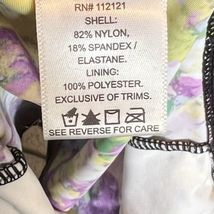 RN# 112121
SHELL:
82% NYLON,
18% SPANDEX /
ELASTANE.
LINING:
100% POLYESTER.
EXCLUSIVE OF TRIMS.
SEE REVERSE FOR CARE